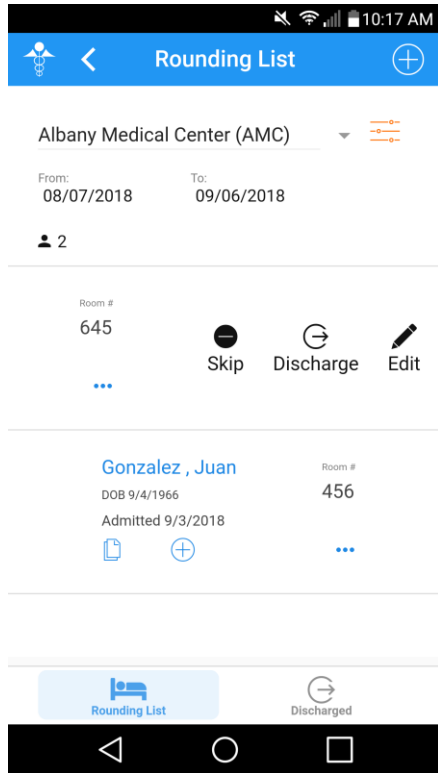 10:17 AM
Rounding List
Albany Medical Center (AMC)
From: To:
08/07/2018 09/06/2018
2
Room #
645
Skip Discharge Edit
Gonzalez , Juan Room #
DOB 9/4/1966 456
Admitted 9/3/2018
Rounding List Discharged